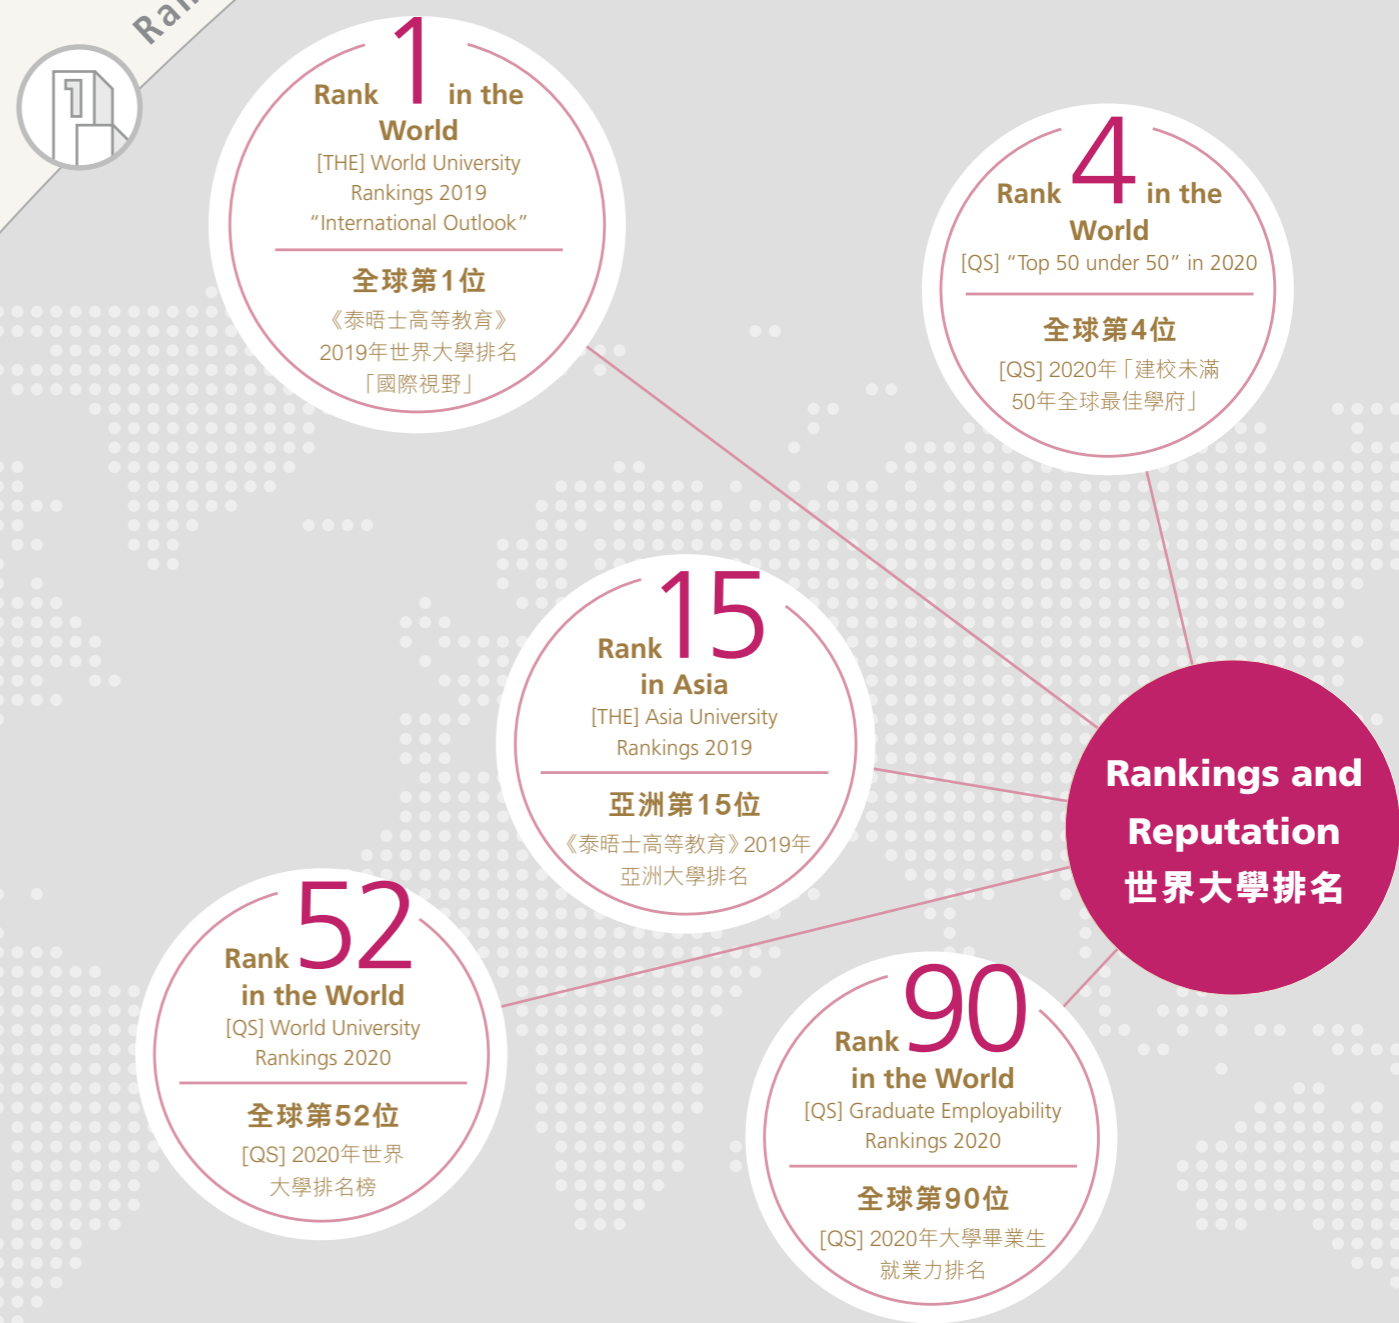 1
Rank in the
World
[THE] World University
Rankings 2019
“International Outlook”
全球第1位
《泰晤士高等教育》
2019年世界大學排名
「國際視野」
4
Rank in the
World
[QS] “Top 50 under 50” in 2020
全球第4位
[QS] 2020年「建校未滿
50年全球最佳學府」
Rank 15
in Asia
[THE] Asia University
Rankings 2019
亞洲第15位
《泰晤士高等教育》2019年
亞洲大學排名
Rankings and
Reputation
世界大學排名
Rank 52
in the World
[QS] World University
Rankings 2020
全球第52位
[QS] 2020年世界
大學排名榜
Rank 90
in the World
[QS] Graduate Employability
Rankings 2020
全球第90位
[QS] 2020年大學畢業生
就業力排名